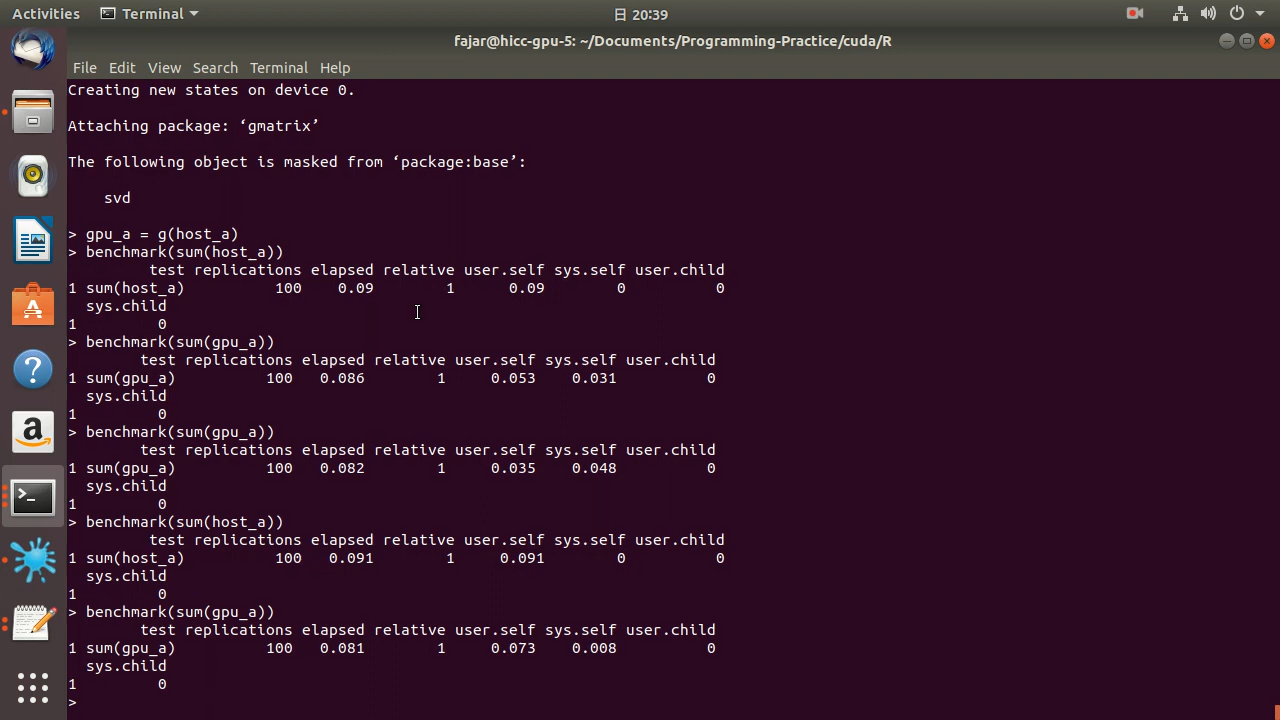 Activities Terminal 日 20:39
fajar@hicc-gpu-5: ~/Documents/Programming-Practice/cuda/R
File Edit View Search Terminal Help
Creating new states on device 0.
Attaching package: ‘gmatrix’
The following object is masked from ‘package:base’:
svd
> gpu_a = g(host_a)
> benchmark(sum(host_a))
test replications elapsed relative user.self sys.self user.child
1 sum(host_a) 100 0.09 1 0.09 0 0
sys.child
1 0
> benchmark(sum(gpu_a))
test replications elapsed relative user.self sys.self user.child
1 sum(gpu_a) 100 0.086 1 0.053 0.031 0
sys.child
1 0
> benchmark(sum(gpu_a))
test replications elapsed relative user.self sys.self user.child
1 sum(gpu_a) 100 0.082 1 0.035 0.048 0
sys.child
1 0
> benchmark(sum(host_a))
test replications elapsed relative user.self sys.self user.child
1 sum(host_a) 100 0.091 1 0.091 0 0
sys.child
1 0
> benchmark(sum(gpu_a))
test replications elapsed relative user.self sys.self user.child
1 sum(gpu_a) 100 0.081 1 0.073 0.008 0
sys.child
1 0
>